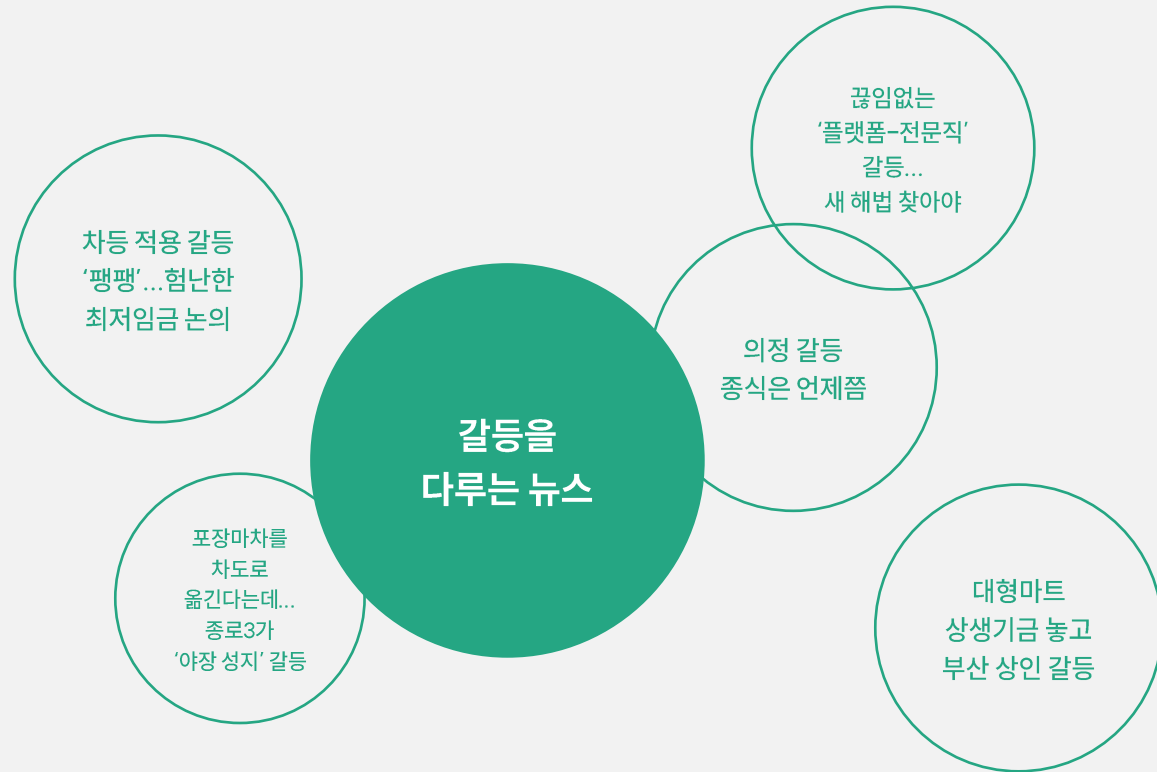 끊임없는
‘플랫폼–전문직’
갈등...
새 해법 찾아야
차등 적용 갈등
‘팽팽’...험난한
최저임금 논의
의정 갈등
종식은 언제쯤
갈등을
다루는 뉴스
포장마차를
차도로
옮긴다는데...
종로3가
‘야장 성지’ 갈등
대형마트
상생기금 놓고
부산 상인 갈등